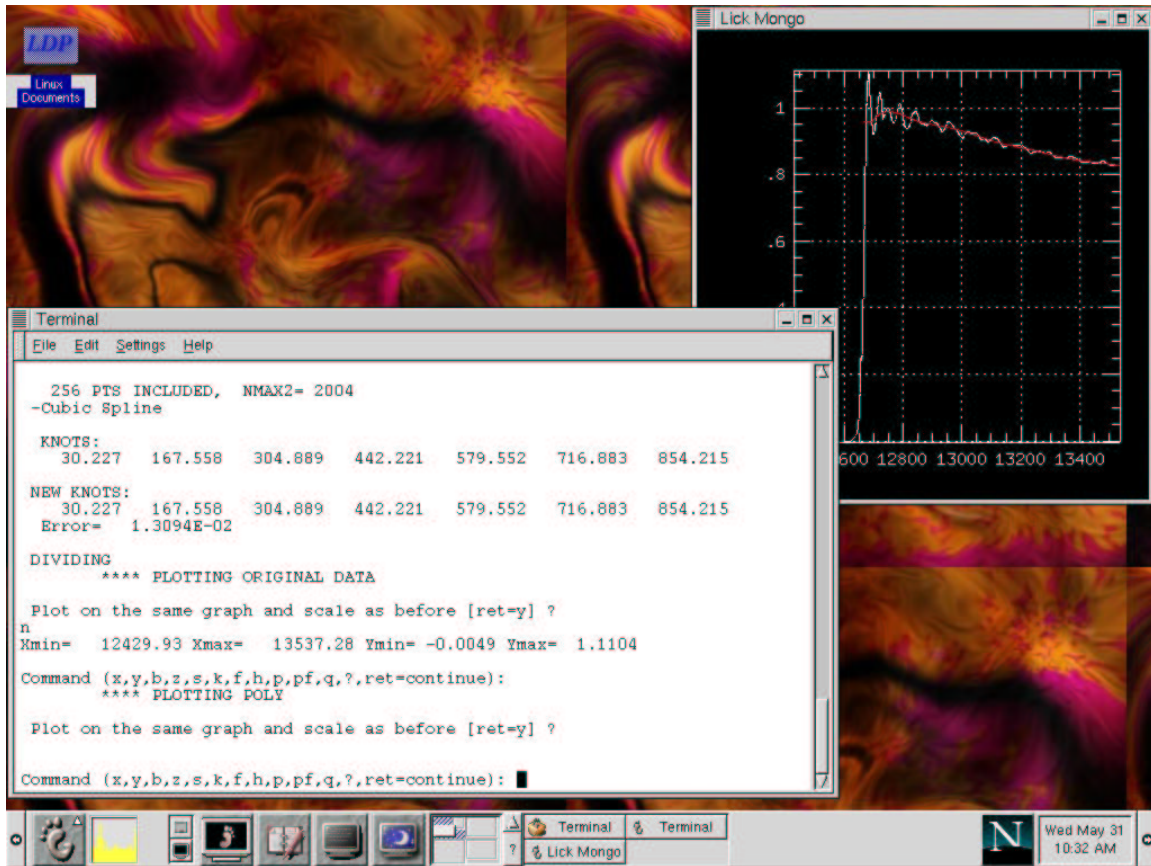 LDP
Linux
Documents
Lick Mongo
1
.8
.6
600 12800 13000 13200 13400
Terminal
File Edit Settings Help
256 PTS INCLUDED, NMAX2= 2004
-Cubic Spline
KNOTS:
30.227 167.558 304.889 442.221 579.552 716.883 854.215
NEW KNOTS:
30.227 167.558 304.889 442.221 579.552 716.883 854.215
Error= 1.3094E-02
DIVIDING
**** PLOTTING ORIGINAL DATA
Plot on the same graph and scale as before [ret=y] ?
n
Xmin= 12429.93 Xmax= 13537.28 Ymin= -0.0049 Ymax= 1.1104
Command (x,y,b,z,s,k,f,h,p,pf,q,?,ret=continue):
**** PLOTTING POLY
Plot on the same graph and scale as before [ret=y] ?
Command (x,y,b,z,s,k,f,h,p,pf,q,?,ret=continue):
?
Terminal
Terminal
Lick Mongo
N
Wed May 31
10:32 AM